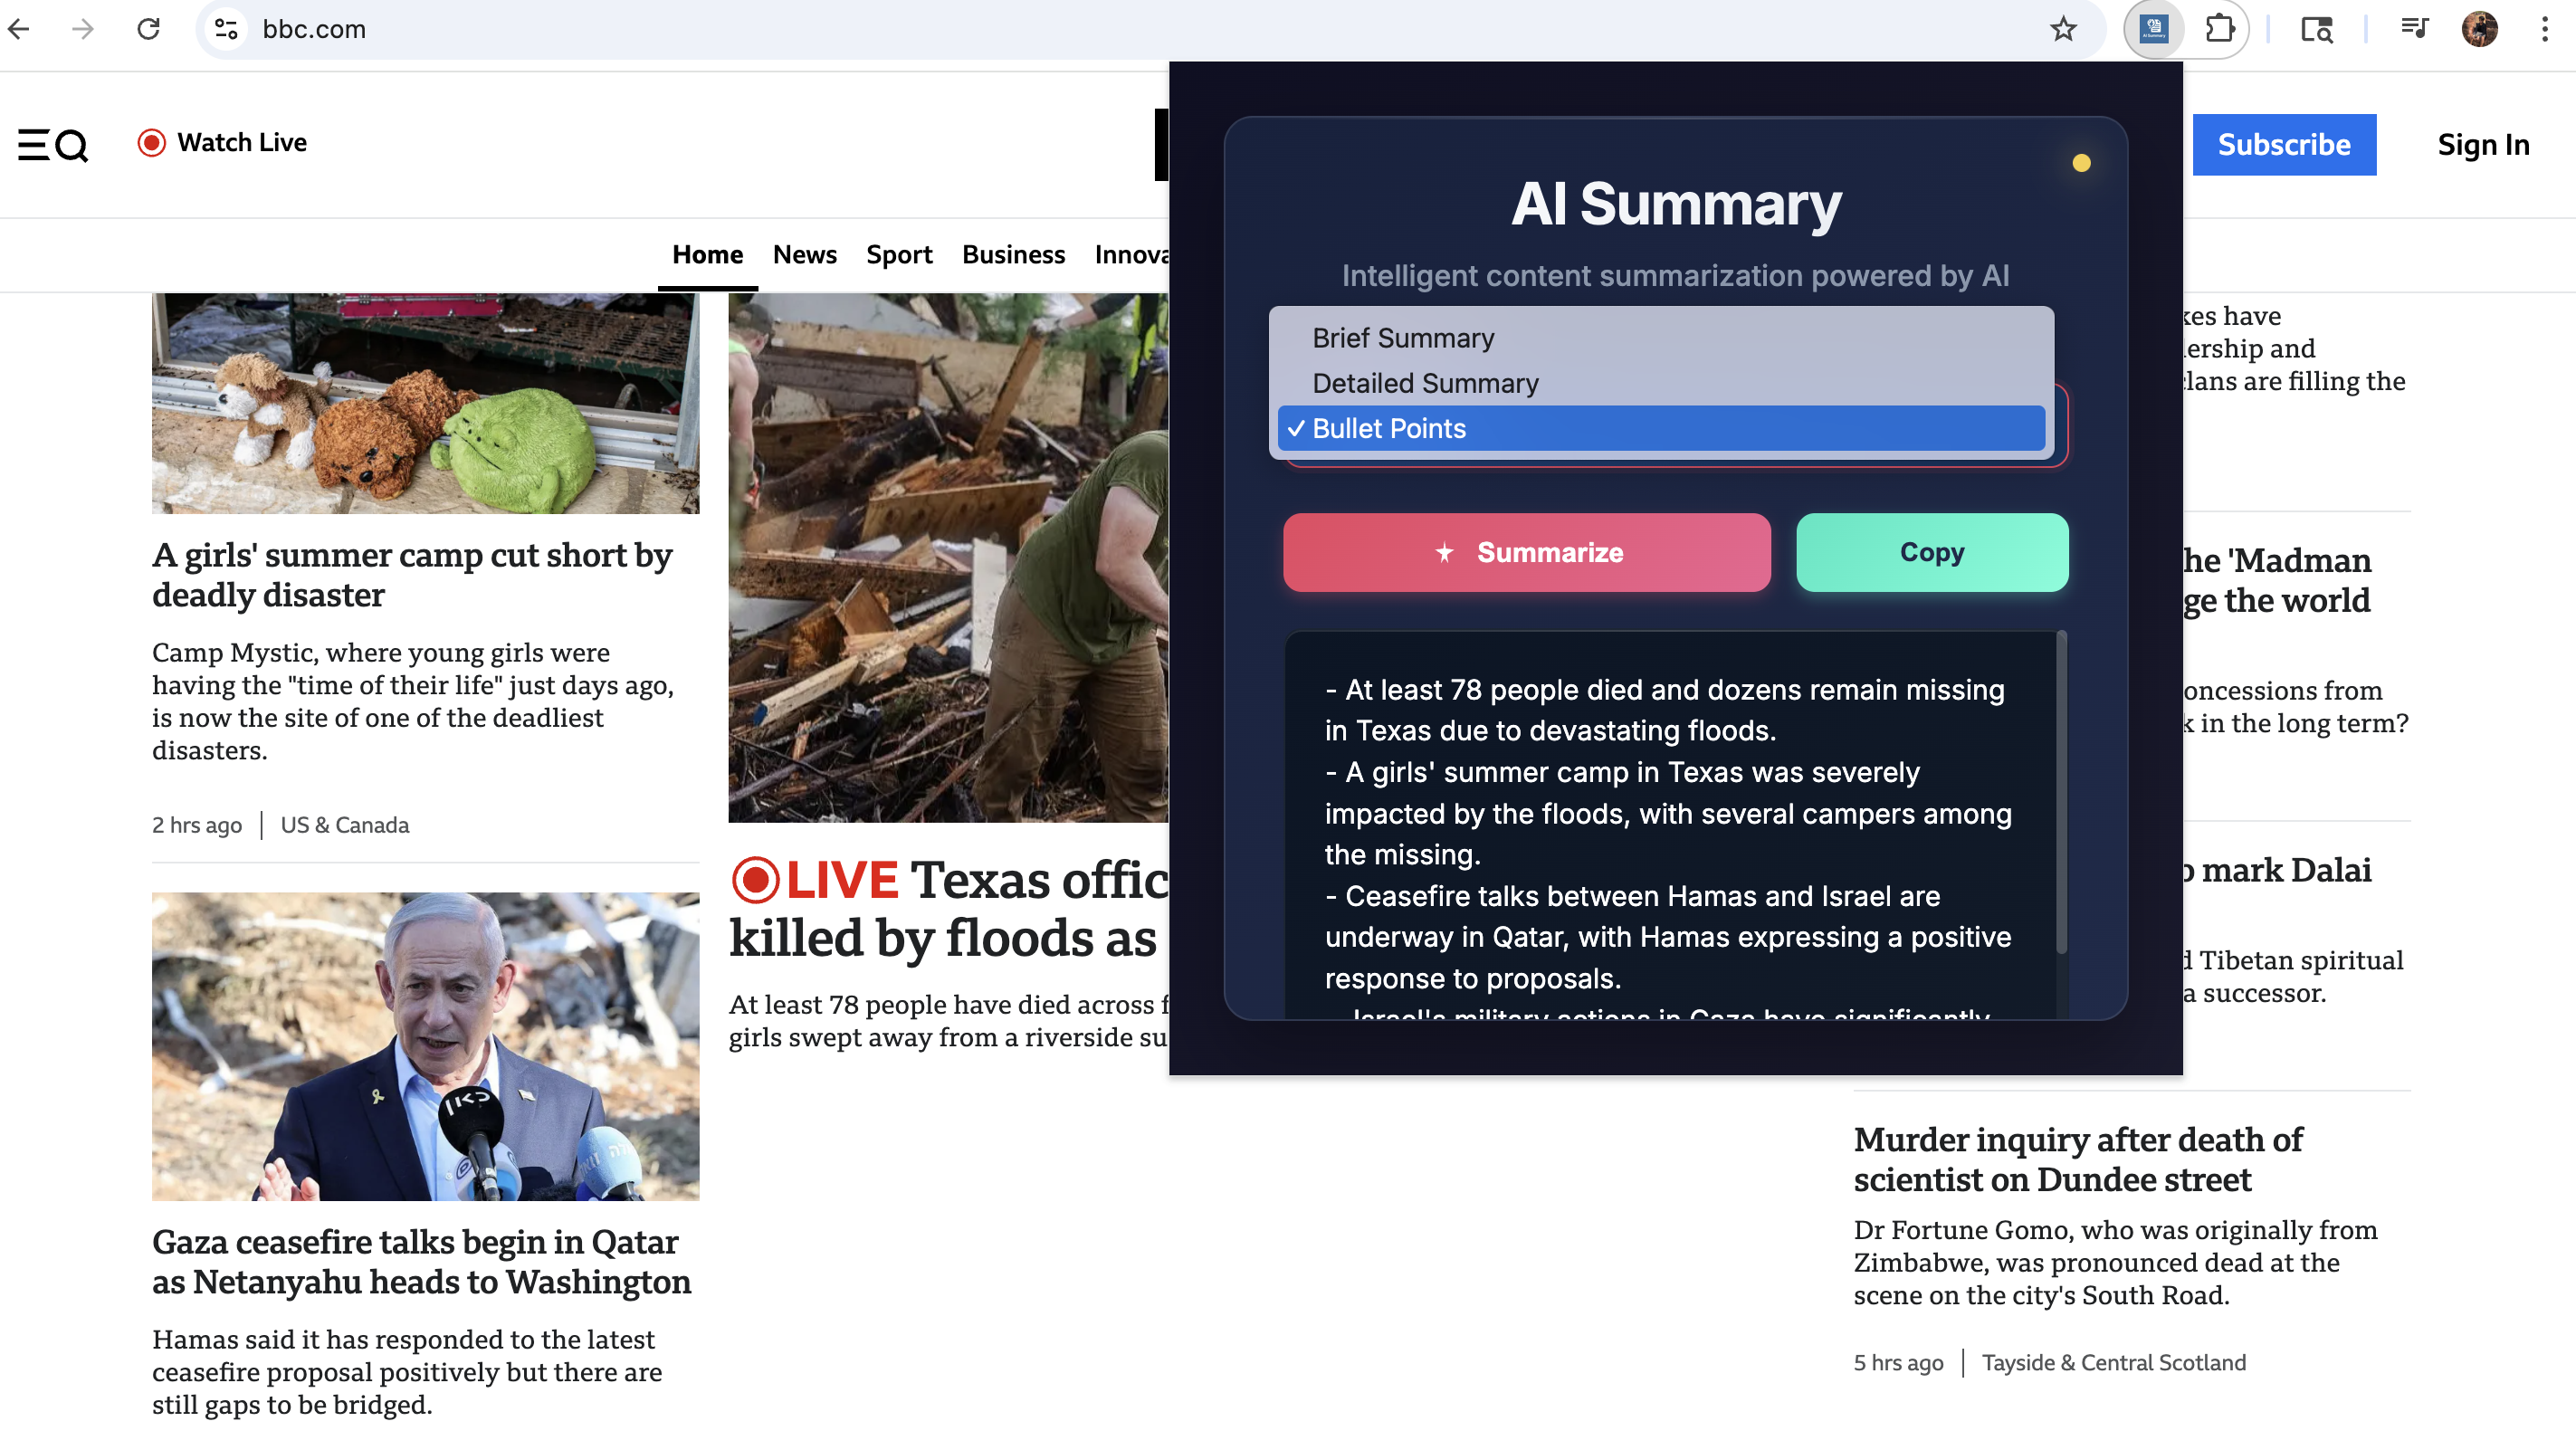 bbc.com
AI Summary
Watch Live
Subscribe
Sign In
Home News Sport Business Innova
A girls' summer camp cut short by
deadly disaster
Camp Mystic, where young girls were
having the "time of their life" just days ago,
is now the site of one of the deadliest
disasters.
2 hrs ago | US & Canada
Gaza ceasefire talks begin in Qatar
as Netanyahu heads to Washington
Hamas said it has responded to the latest
ceasefire proposal positively but there are
still gaps to be bridged.
LIVE Texas offic
killed by floods as
At least 78 people have died across f
girls swept away from a riverside su
AI Summary
Intelligent content summarization powered by AI
Brief Summary
Detailed Summary
✓ Bullet Points
Summarize
Copy
- At least 78 people died and dozens remain missing
in Texas due to devastating floods.
- A girls' summer camp in Texas was severely
impacted by the floods, with several campers among
the missing.
- Ceasefire talks between Hamas and Israel are
underway in Qatar, with Hamas expressing a positive
response to proposals.
- Israel's military actions in Gaza have significantly
kes have
lership and
clans are filling the
he 'Madman
ge the world
oncessions from
k in the long term?
o mark Dalai
d Tibetan spiritual
a successor.
Murder inquiry after death of
scientist on Dundee street
Dr Fortune Gomo, who was originally from
Zimbabwe, was pronounced dead at the
scene on the city's South Road.
5 hrs ago | Tayside & Central Scotland